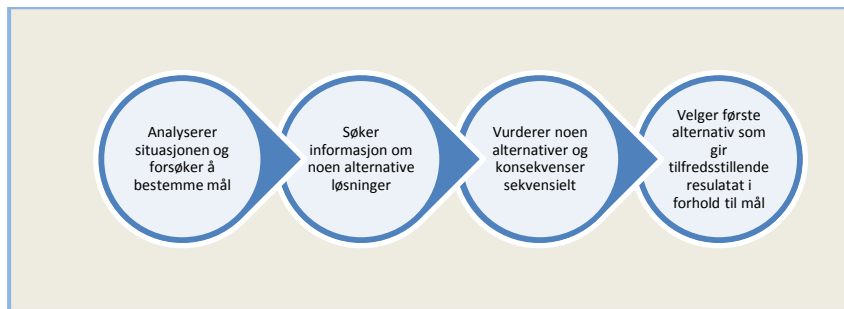 Analyserer
situasjonen og
forsøker å
bestemme mål
Søker
informasjon om
noen alternative
løsninger
Vurderer noen
alternativer og
konsekvenser
sekvensielt
Velger første
alternativ som
gir
tilfredsstillende
resultatat i
forhold til mål